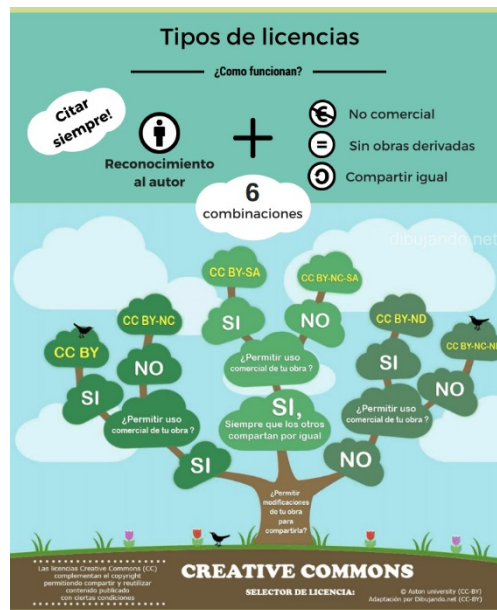 Tipos de licencias
¿Como funcionan?
Citar
siempre!
Reconocimiento
al autor
+
No comercial
=
Sin obras derivadas
Compartir igual
6
combinaciones
dibujando.net
CC BY-SA
CC BY-NC-SA
CC BY-NC
CC BY-ND
CC BY
CC BY-NC-N
SI
NO
NO
SI
¿Permitir uso
comercial de tu obra ?
SI
NO
¿Permitir uso
comercial de tu obra ?
¿Permitir uso
comercial de tu obra ?
SI,
Siempre que los otros
compartan por igual
SI
NO
¿Permitir
modificaciones
de tu obra
para
compartirla?
Las licencias Creative Commons (CC)
complementan al copyright
permitiendo compartir y reutilizar
contenido publicado
con ciertas condiciones
CREATIVE COMMONS
SELECTOR DE LICENCIA:
© Aston university (CC-BY)
Adaptación por Dibujando.net (CC-BY)